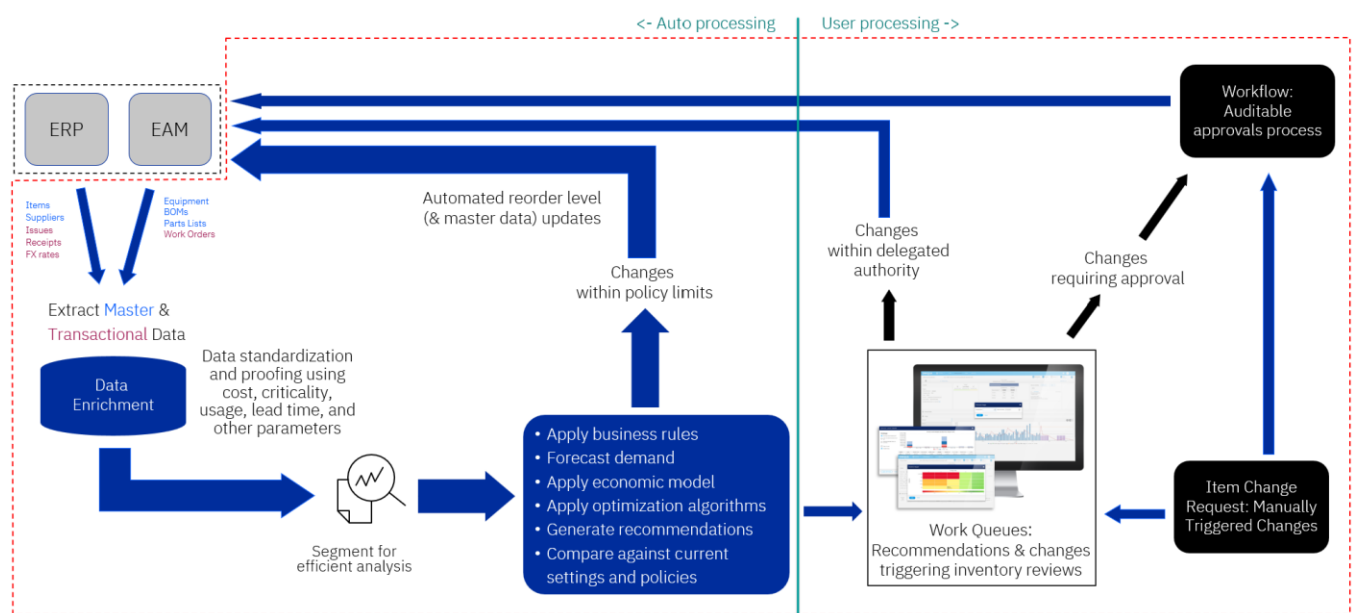 <- Auto processing
User processing ->
ERP
EAM
Workflow:
Auditable
approvals process
Items
Suppliers
Issues
Receipts
FX rates
Equipment
BOMs
Parts Lists
Work Orders
Automated reorder level
(& master data) updates
Changes
within policy limits
Changes
within delegated
authority
Changes
requiring approval
Extract Master &
Transactional Data
Data
Enrichment
Data standardization
and proofing using
cost, criticality,
usage, lead time, and
other parameters
Segment for
efficient analysis
• Apply business rules
• Forecast demand
• Apply economic model
• Apply optimization algorithms
• Generate recommendations
• Compare against current
settings and policies
Work Queues:
Recommendations & changes
triggering inventory reviews
Item Change
Request: Manually
Triggered Changes